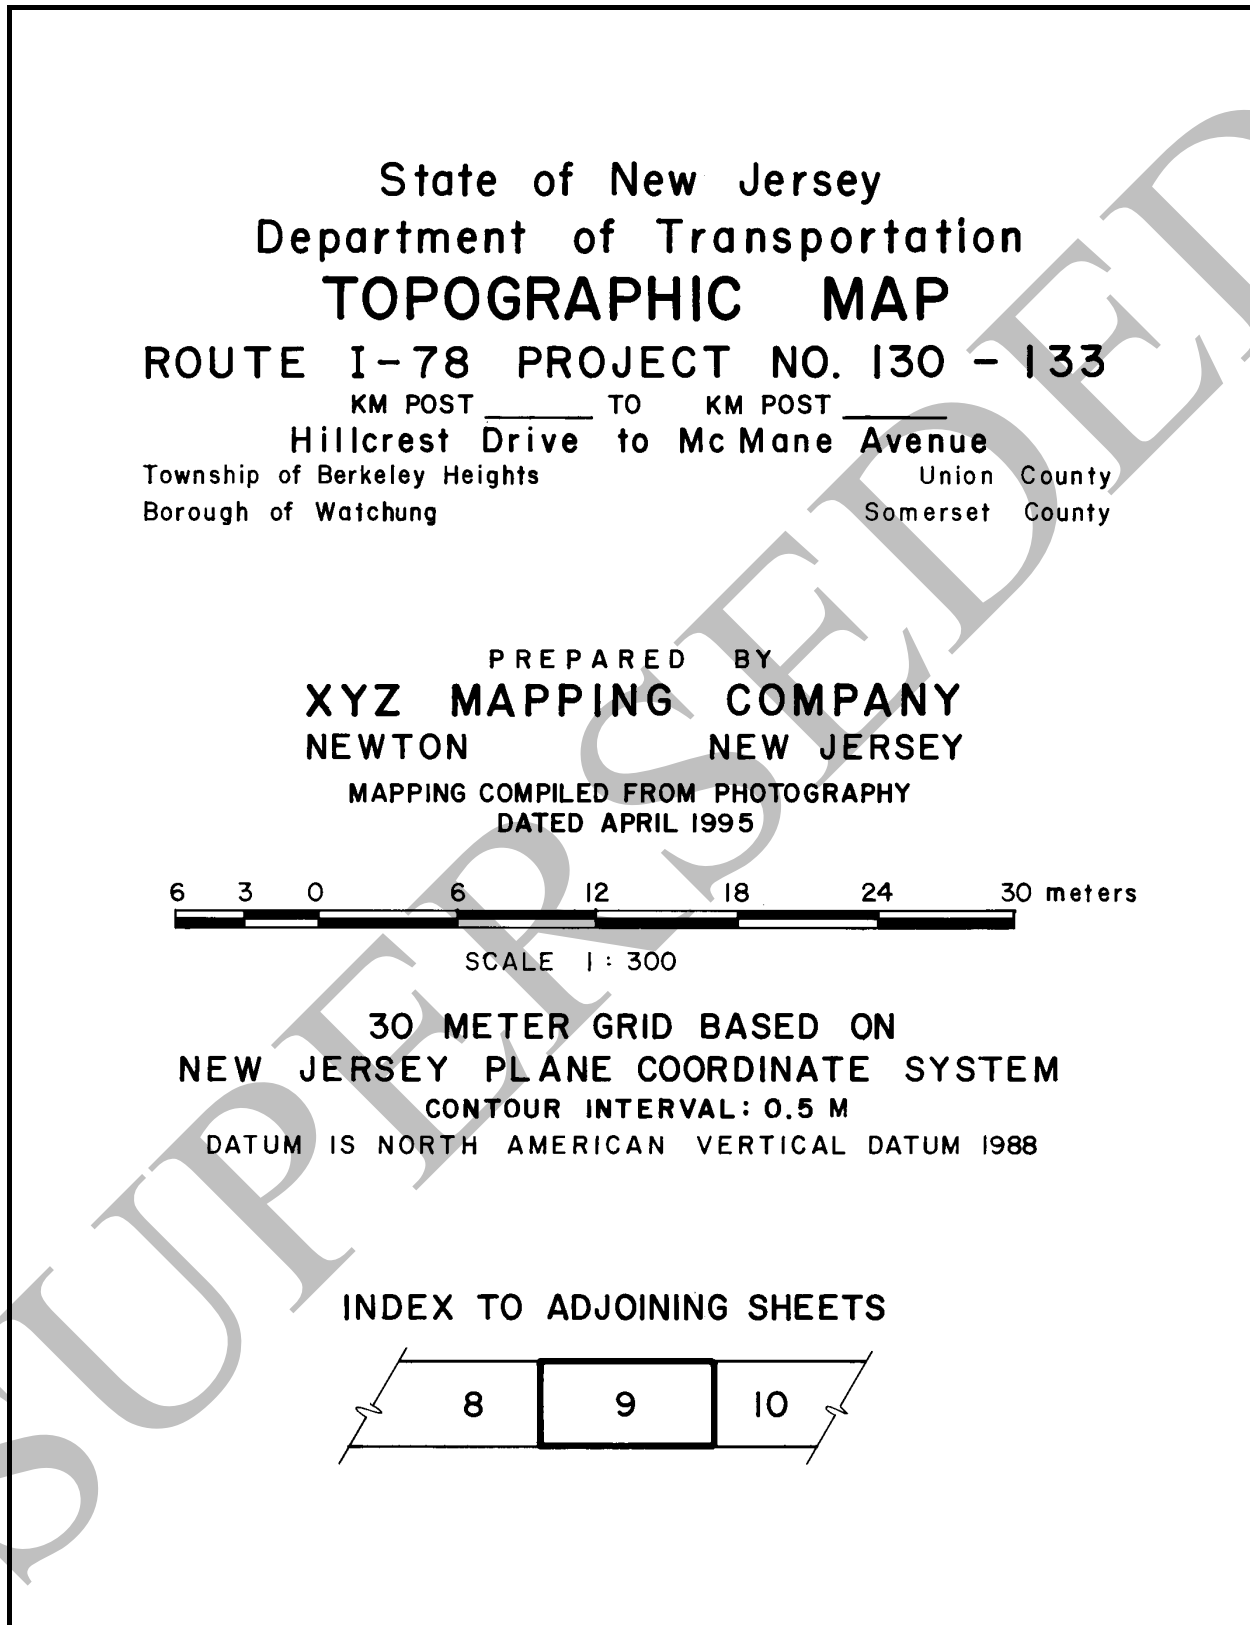 State of New Jersey
Department of Transportation
TOPOGRAPHIC MAP
ROUTE I-78 PROJECT NO. 130 - 133
KM POST ______ TO KM POST ______
Hillcrest Drive to McMane Avenue
Township of Berkeley Heights Union County
Borough of Watchung Somerset County
PREPARED BY
XYZ MAPPING COMPANY
NEWTON NEW JERSEY
MAPPING COMPILED FROM PHOTOGRAPHY
DATED APRIL 1995
6 3 0 6 12 18 24 30 meters
SCALE 1 : 300
30 METER GRID BASED ON
NEW JERSEY PLANE COORDINATE SYSTEM
CONTOUR INTERVAL: 0.5 M
DATUM IS NORTH AMERICAN VERTICAL DATUM 1988
INDEX TO ADJOINING SHEETS
8 9 10
SUPERSEDED